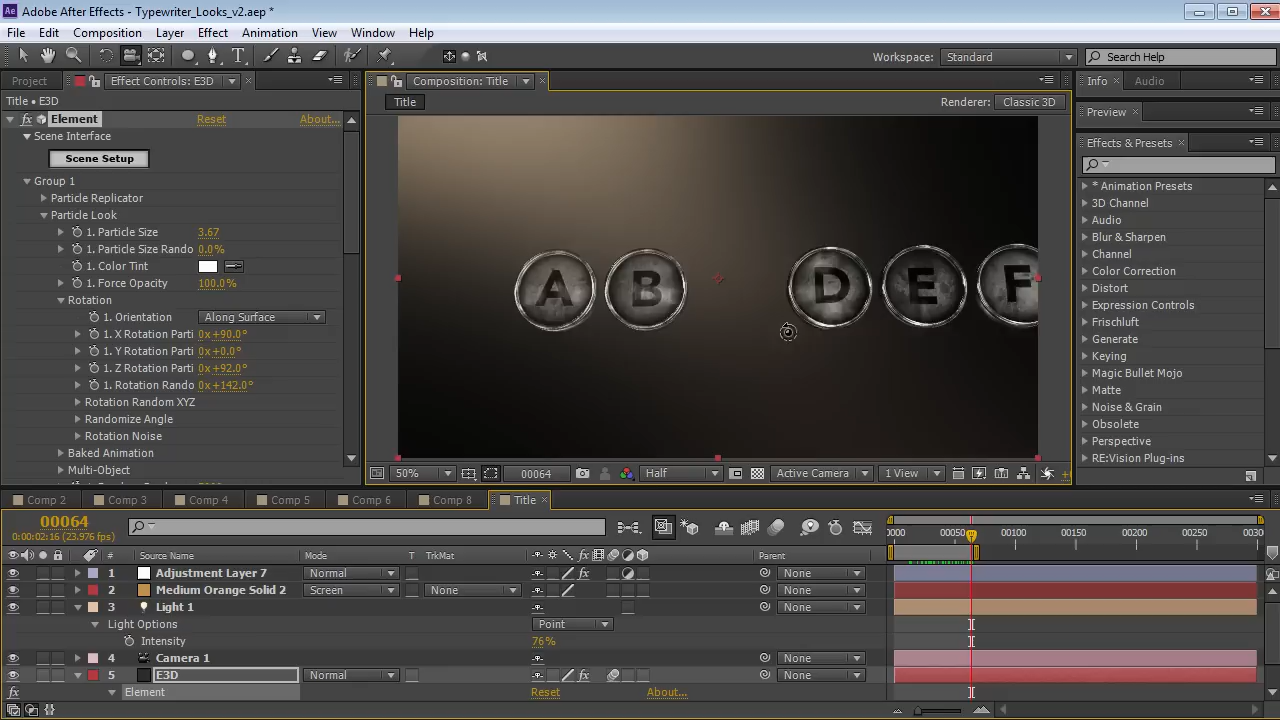 Ae Adobe After Effects - Typewriter_Looks_v2.aep *
File Edit Composition Layer Effect Animation View Window Help
Workspace: Standard Search Help
Project Effect Controls: E3D Composition: Title Info Audio
Title • E3D Title Renderer: Classic 3D Preview
fx Element Reset About...
Scene Interface
Scene Setup
Group 1
Particle Replicator
Particle Look
1. Particle Size 3.67
1. Particle Size Rando 0.0%
1. Color Tint
1. Force Opacity 100.0%
Rotation
1. Orientation Along Surface
1. X Rotation Parti 0x+90.0°
1. Y Rotation Parti 0x+0.0°
1. Z Rotation Parti 0x+92.0°
1. Rotation Rando 0x+142.0°
Rotation Random XYZ
Randomize Angle
Rotation Noise
Baked Animation
Multi-Object
A B D E F
Effects & Presets
* Animation Presets
3D Channel
Audio
Blur & Sharpen
Channel
Color Correction
Distort
Expression Controls
Frischluft
Generate
Keying
Magic Bullet Mojo
Matte
Noise & Grain
Obsolete
Perspective
RE:Vision Plug-ins
50% 00064 Half Active Camera 1 View
Comp 2 Comp 3 Comp 4 Comp 5 Comp 6 Comp 8 Title
00064
0:00:02:16 (23.976 fps)
0000 00050 00100 00150 00200 00250 0030
# Source Name Mode T TrkMat fx Parent
1 Adjustment Layer 7 Normal fx None
2 Medium Orange Solid 2 Screen None None
3 Light 1 None
Light Options Point
Intensity 76%
4 Camera 1 None
5 E3D Normal fx None
fx Element Reset About...